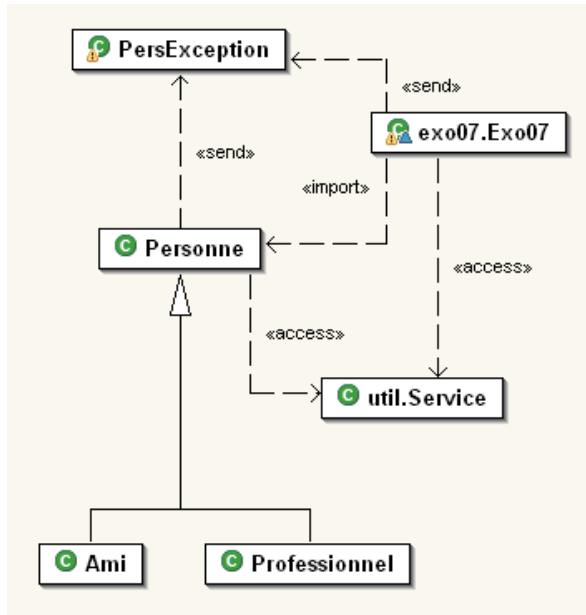 PersException
«send»
exo07.Exo07
«send»
«import»
Personne
«access»
«access»
util.Service
Ami
Professionnel